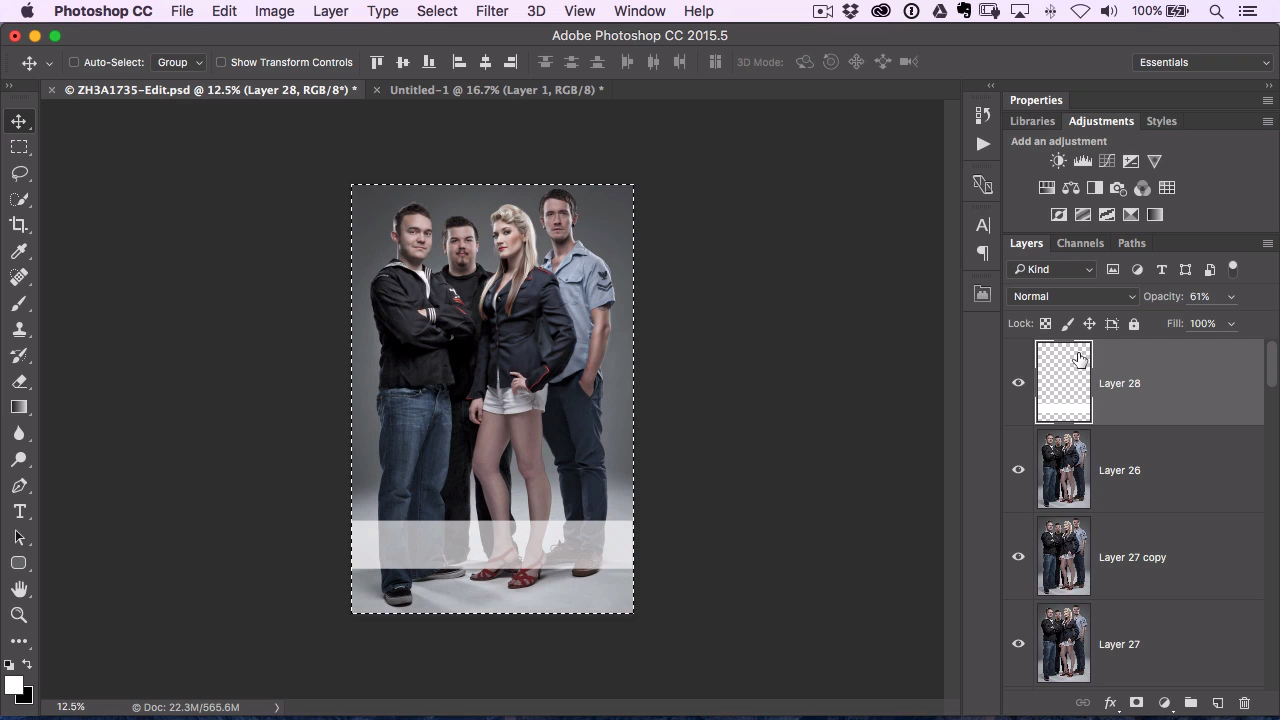 Photoshop CC File Edit Image Layer Type Select Filter 3D View Window Help 100%
Adobe Photoshop CC 2015.5
Auto-Select: Group Show Transform Controls 3D Mode: Essentials
× © ZH3A1735-Edit.psd @ 12.5% (Layer 28, RGB/8*) * × Untitled-1 @ 16.7% (Layer 1, RGB/8) *
Properties
Libraries Adjustments Styles
Add an adjustment
Layers Channels Paths
Kind
Normal Opacity: 61%
Lock: Fill: 100%
Layer 28
Layer 26
Layer 27 copy
Layer 27
12.5% © Doc: 22.3M/565.6M